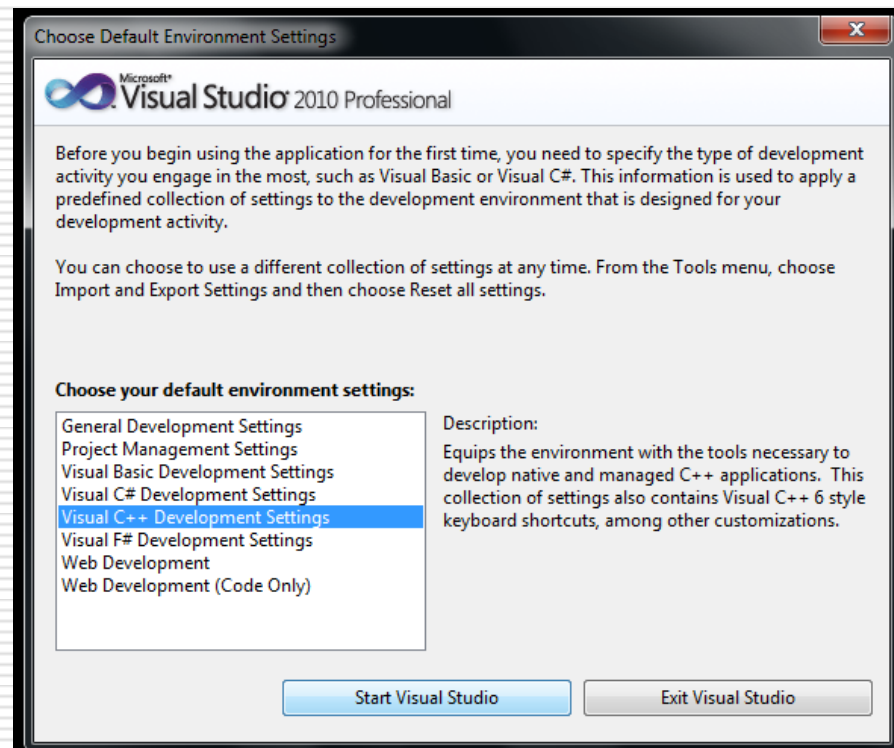 Choose Default Environment Settings
Microsoft®
Visual Studio® 2010 Professional
Before you begin using the application for the first time, you need to specify the type of development
activity you engage in the most, such as Visual Basic or Visual C#. This information is used to apply a
predefined collection of settings to the development environment that is designed for your
development activity.
You can choose to use a different collection of settings at any time. From the Tools menu, choose
Import and Export Settings and then choose Reset all settings.
Choose your default environment settings:
General Development Settings
Project Management Settings
Visual Basic Development Settings
Visual C# Development Settings
Visual C++ Development Settings
Visual F# Development Settings
Web Development
Web Development (Code Only)
Description:
Equips the environment with the tools necessary to
develop native and managed C++ applications. This
collection of settings also contains Visual C++ 6 style
keyboard shortcuts, among other customizations.
Start Visual Studio
Exit Visual Studio